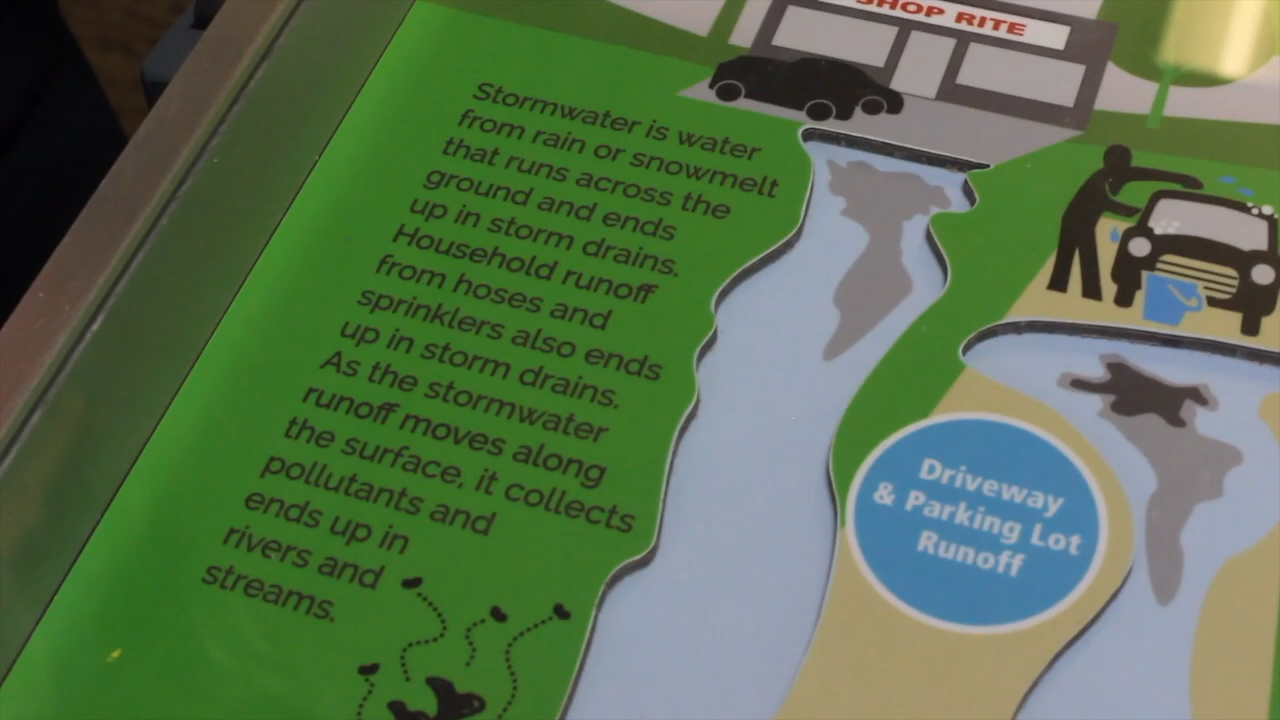 SHOP RITE
Stormwater is water
from rain or snowmelt
that runs across the
ground and ends
up in storm drains.
Household runoff
from hoses and
sprinklers also ends
up in storm drains.
As the stormwater
runoff moves along
the surface, it collects
pollutants and
ends up in
rivers and
streams.
Driveway
& Parking Lot
Runoff